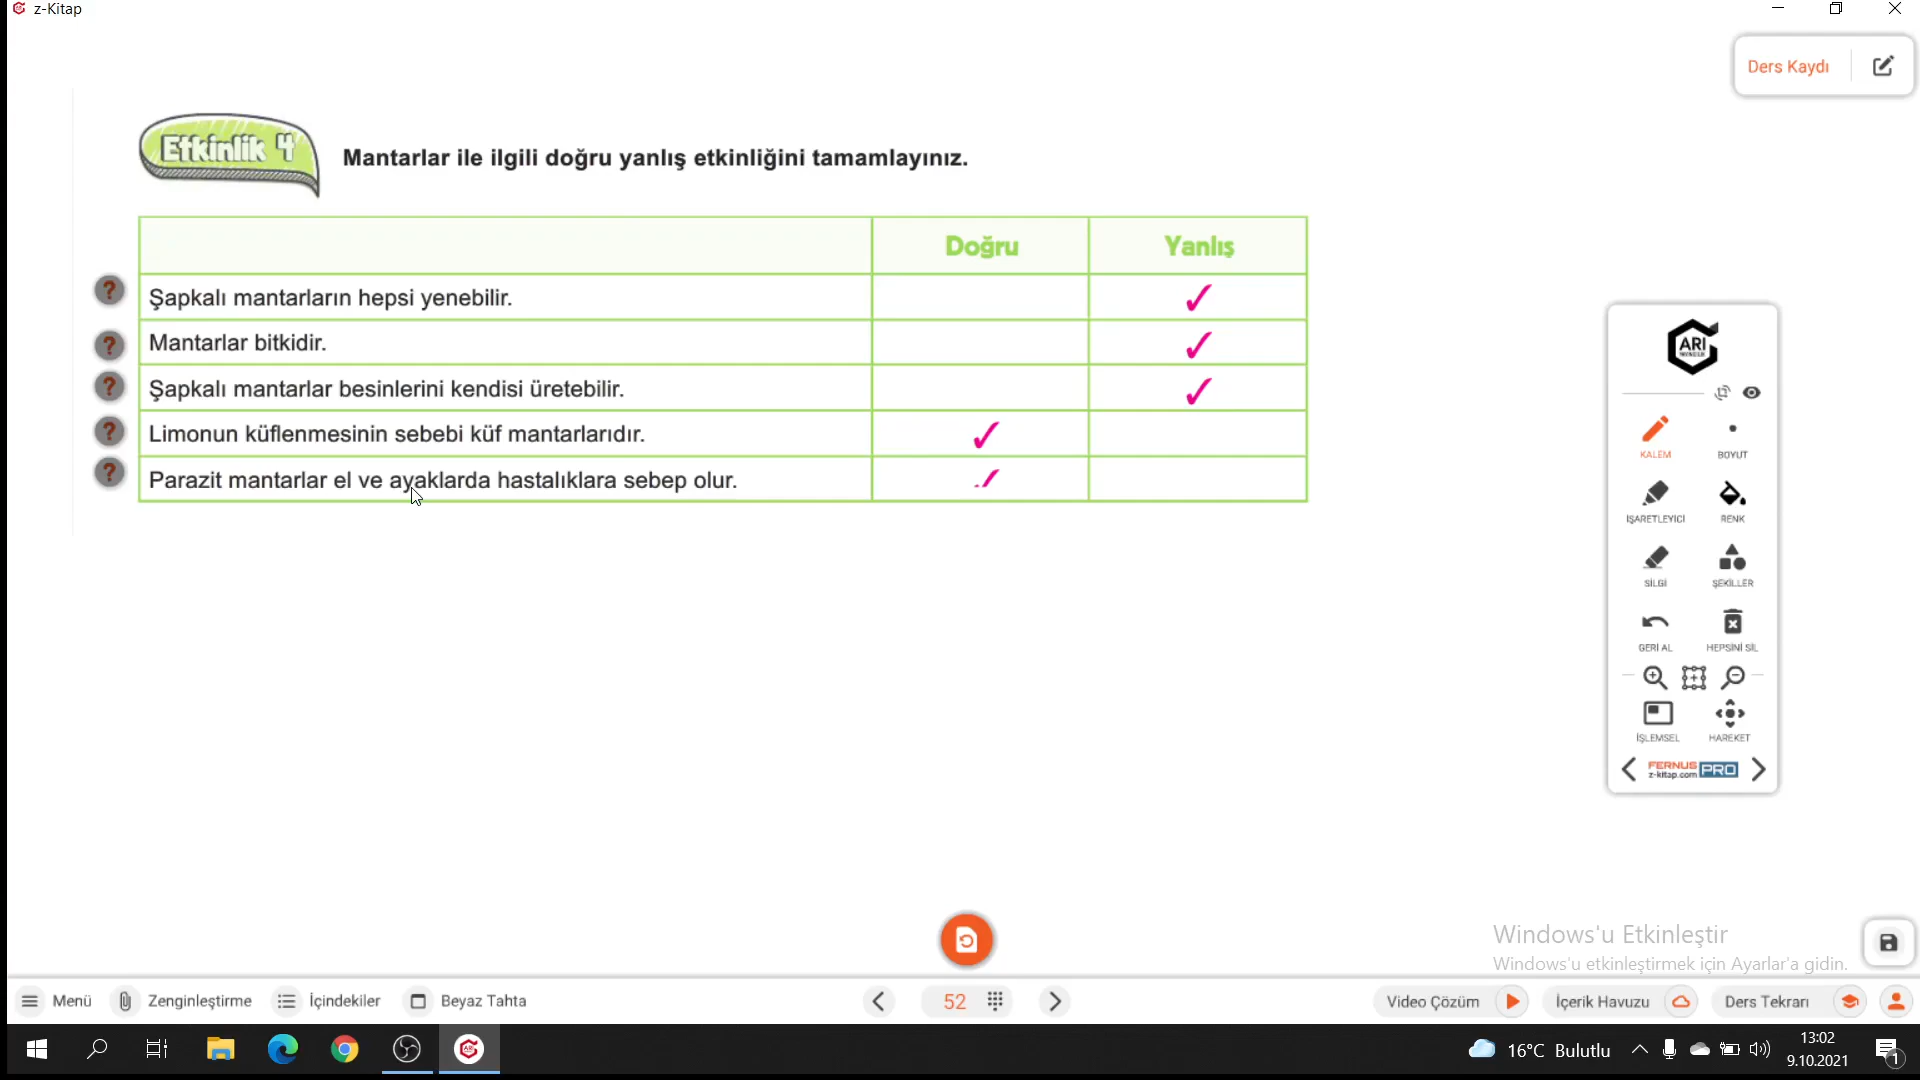 z-Kitap
Ders Kaydı
Etkinlik 4
Mantarlar ile ilgili doğru yanlış etkinliğini tamamlayınız.
Doğru Yanlış
? Şapkalı mantarların hepsi yenebilir. ✓
? Mantarlar bitkidir. ✓
? Şapkalı mantarlar besinlerini kendisi üretebilir. ✓
? Limonun küflenmesinin sebebi küf mantarlarıdır. ✓
? Parazit mantarlar el ve ayaklarda hastalıklara sebep olur. ✓
ARI
KALEM BOYUT
İŞARETLEYİCİ RENK
SİLGİ ŞEKİLLER
GERİ AL HEPSİNİ SİL
İŞLEMSEL HAREKET
FERNUS PRO
z-kitap.com
Windows'u Etkinleştir
Windows'u etkinleştirmek için Ayarlar'a gidin.
Menü Zenginleştirme İçindekiler Beyaz Tahta 52 Video Çözüm İçerik Havuzu Ders Tekrarı
16°C Bulutlu 13:02
9.10.2021
1